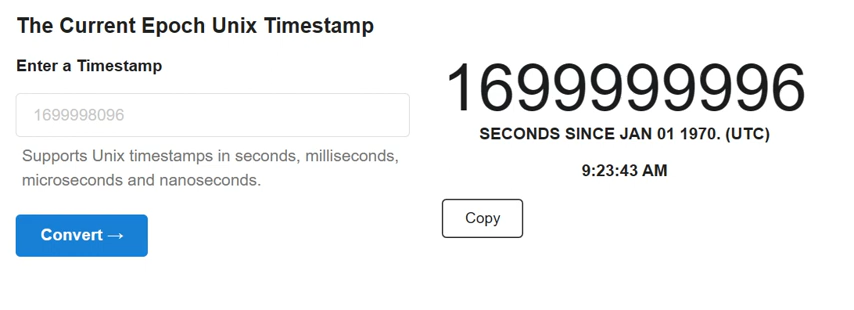 The Current Epoch Unix Timestamp
Enter a Timestamp
1699998096
Supports Unix timestamps in seconds, milliseconds,
microseconds and nanoseconds.
Convert →
1699999996
SECONDS SINCE JAN 01 1970. (UTC)
9:23:43 AM
Copy